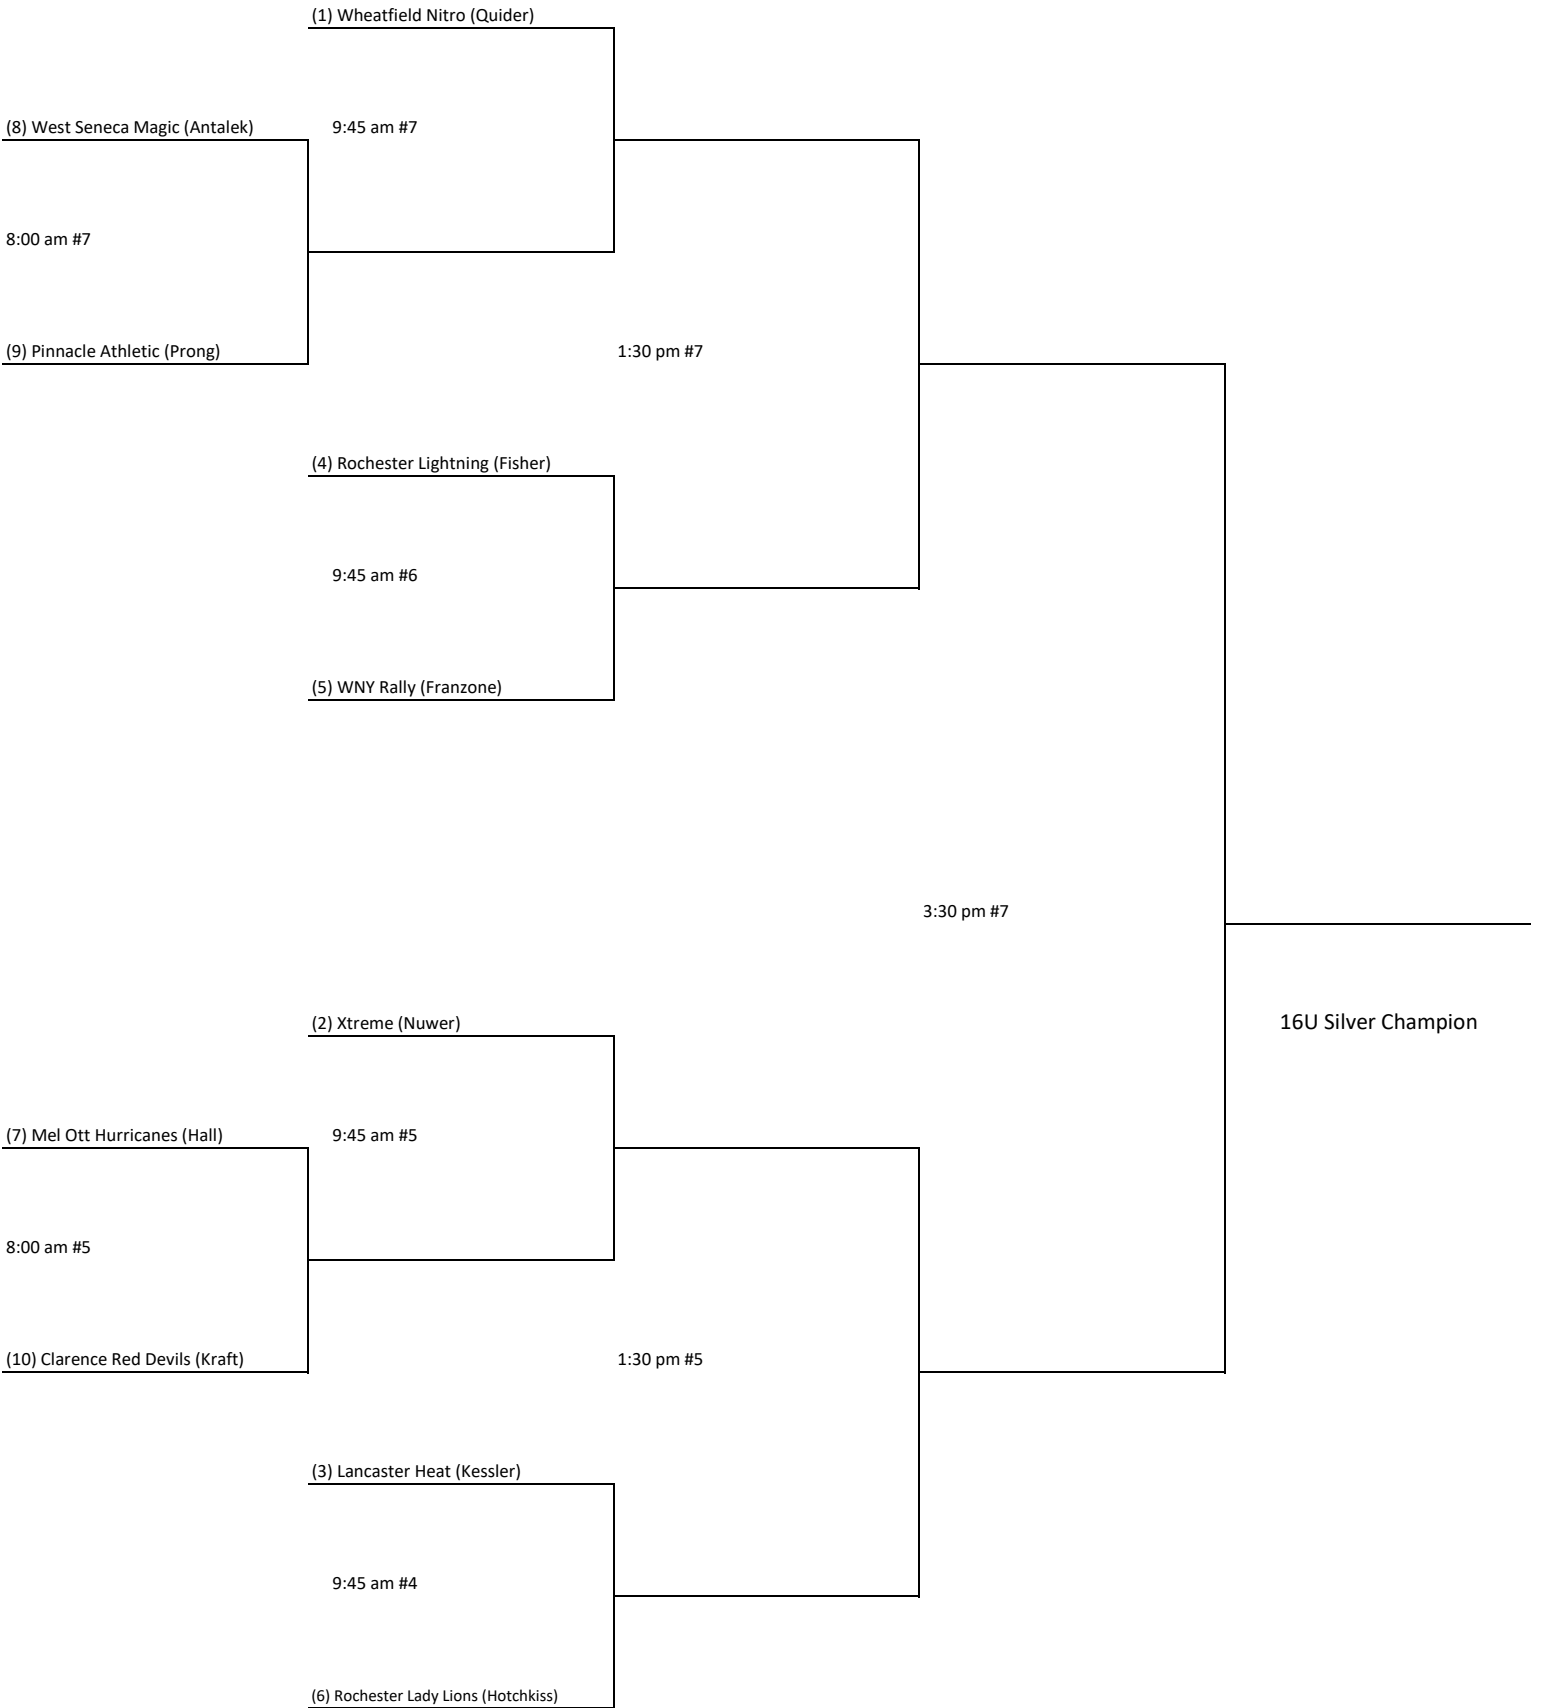 (1) Wheatfield Nitro (Quider)
(8) West Seneca Magic (Antalek)
9:45 am #7
8:00 am #7
(9) Pinnacle Athletic (Prong)
1:30 pm #7
(4) Rochester Lightning (Fisher)
9:45 am #6
(5) WNY Rally (Franzone)
3:30 pm #7
(2) Xtreme (Nuwer)
16U Silver Champion
(7) Mel Ott Hurricanes (Hall)
9:45 am #5
8:00 am #5
(10) Clarence Red Devils (Kraft)
1:30 pm #5
(3) Lancaster Heat (Kessler)
9:45 am #4
(6) Rochester Lady Lions (Hotchkiss)